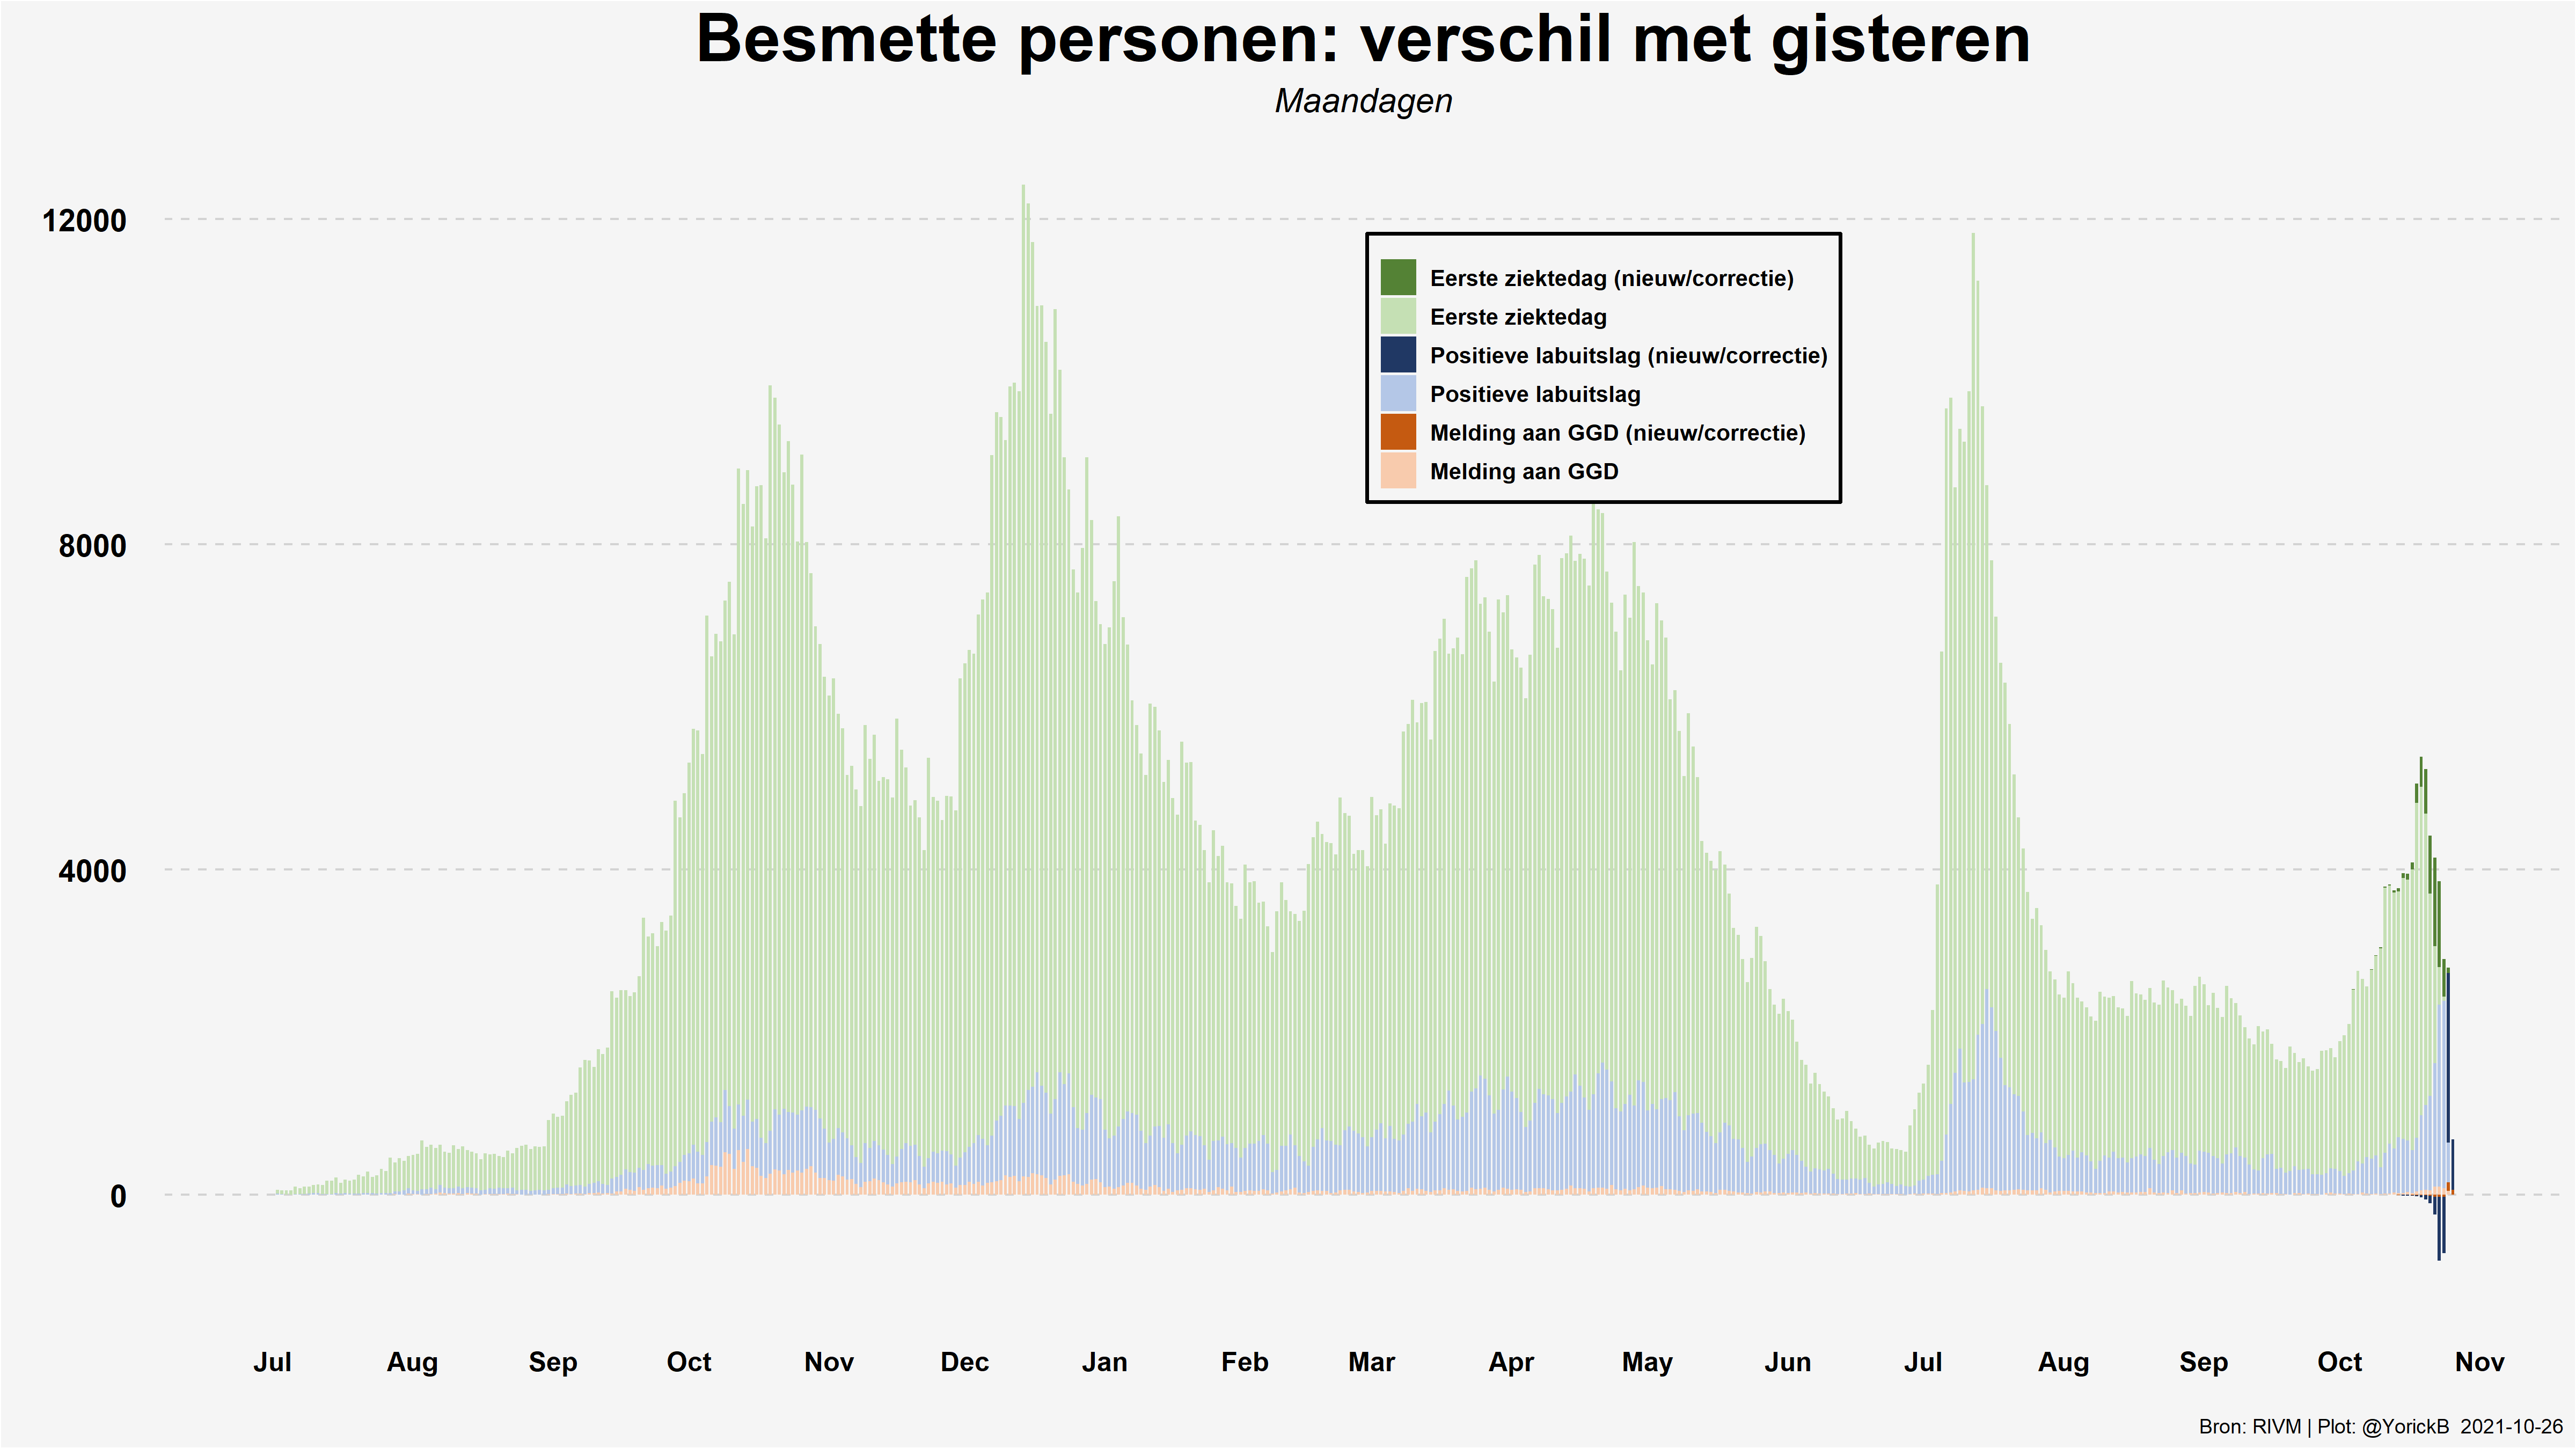 Besmette personen: verschil met gisteren
Maandagen
12000
8000
4000
0
Eerste ziektedag (nieuw/correctie)
Eerste ziektedag
Positieve labuitslag (nieuw/correctie)
Positieve labuitslag
Melding aan GGD (nieuw/correctie)
Melding aan GGD
Jul Aug Sep Oct Nov Dec Jan Feb Mar Apr May Jun Jul Aug Sep Oct Nov
Bron: RIVM | Plot: @YorickB 2021-10-26